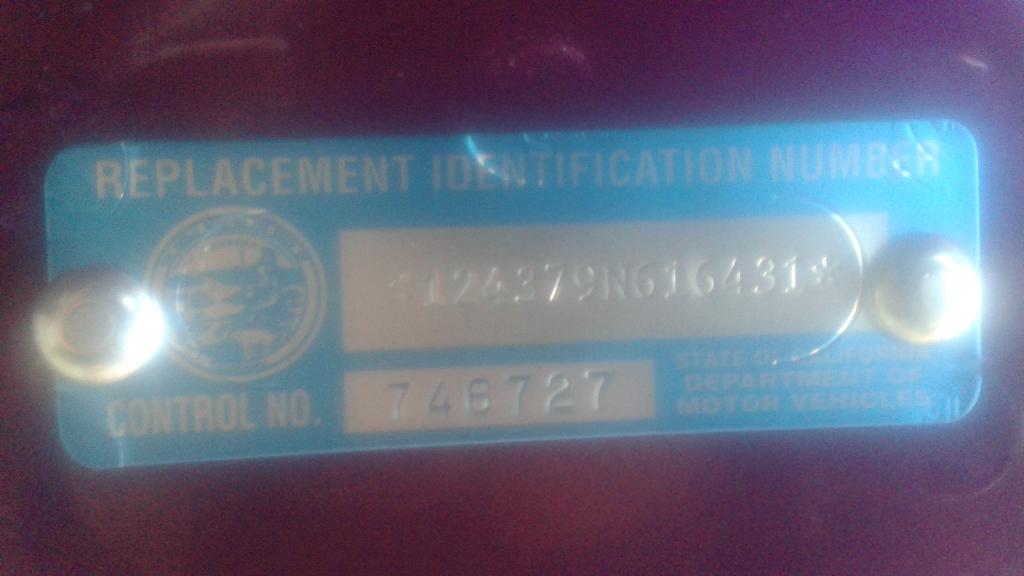 REPLACEMENT IDENTIFICATION NUMBER
*124379N616431*
CONTROL NO. 746727
STATE OF CALIFORNIA
DEPARTMENT OF
MOTOR VEHICLES